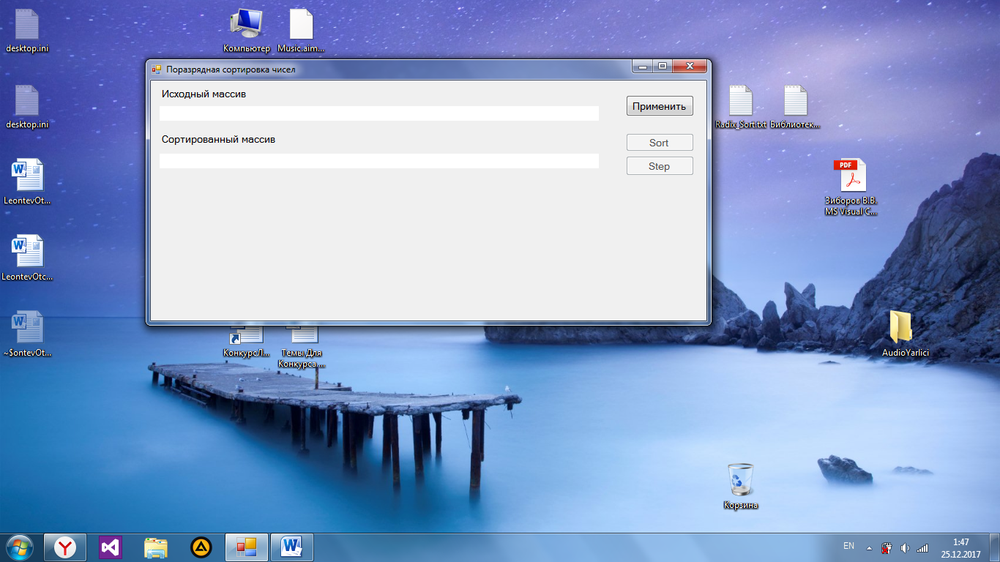 desktop.ini
Компьютер
Music.aim...
Поразрядная сортировка чисел
Исходный массив
Применить
Сортированный массив
Sort
Step
desktop.ini
Radix_Sort.txt
Библиотек...
LeontevOt...
PDF
Зиборов В.В.
MS Visual C...
LeontevOtc...
~$ontevOt...
КонкурсЛ...
Темы Для
Конкурса....
AudioYarlici
Корзина
EN
1:47
25.12.2017